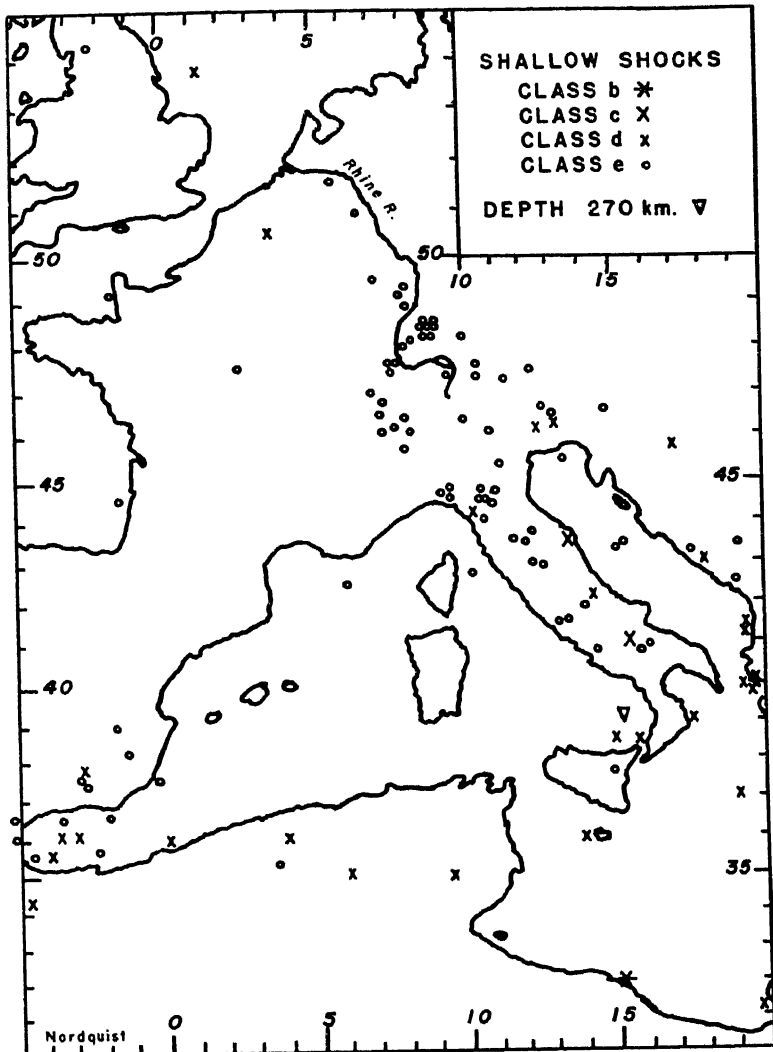 0 5
SHALLOW SHOCKS
CLASS b
CLASS c X
CLASS d x
CLASS e o
DEPTH 270 km.
Rhine R.
50 50
10 15
45 45
40
35 35
0 5 10 15
Nordquist